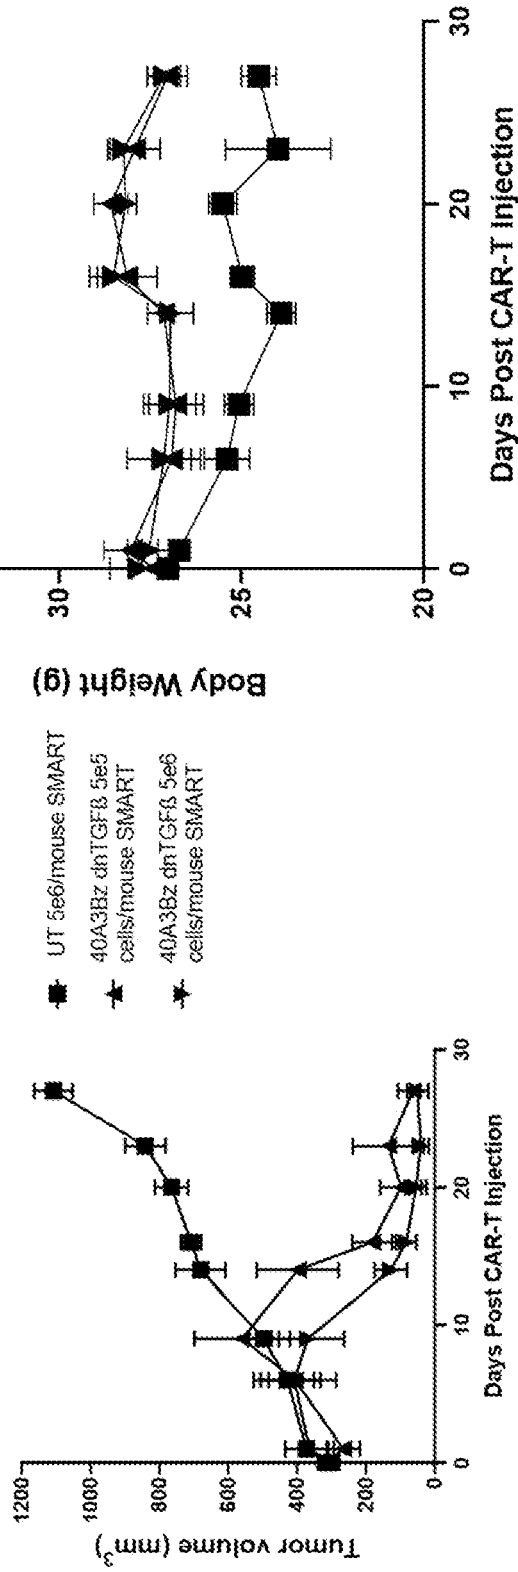 Tumor volume (mm3)
1200
1000
800
600
400
200
0
0
10
20
30
Days Post CAR-T Injection
UT 5e6/mouse SMART
40A3Bz dnTGFß 5e5
cells/mouse SMART
40A3Bz dnTGFß 5e6
cells/mouse SMART
Body Weight (g)
30
25
20
0
10
20
30
Days Post CAR-T Injection